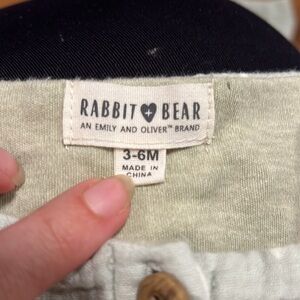 RABBIT + BEAR
AN EMILY AND OLIVER™ BRAND
3-6M
MADE IN
CHINA